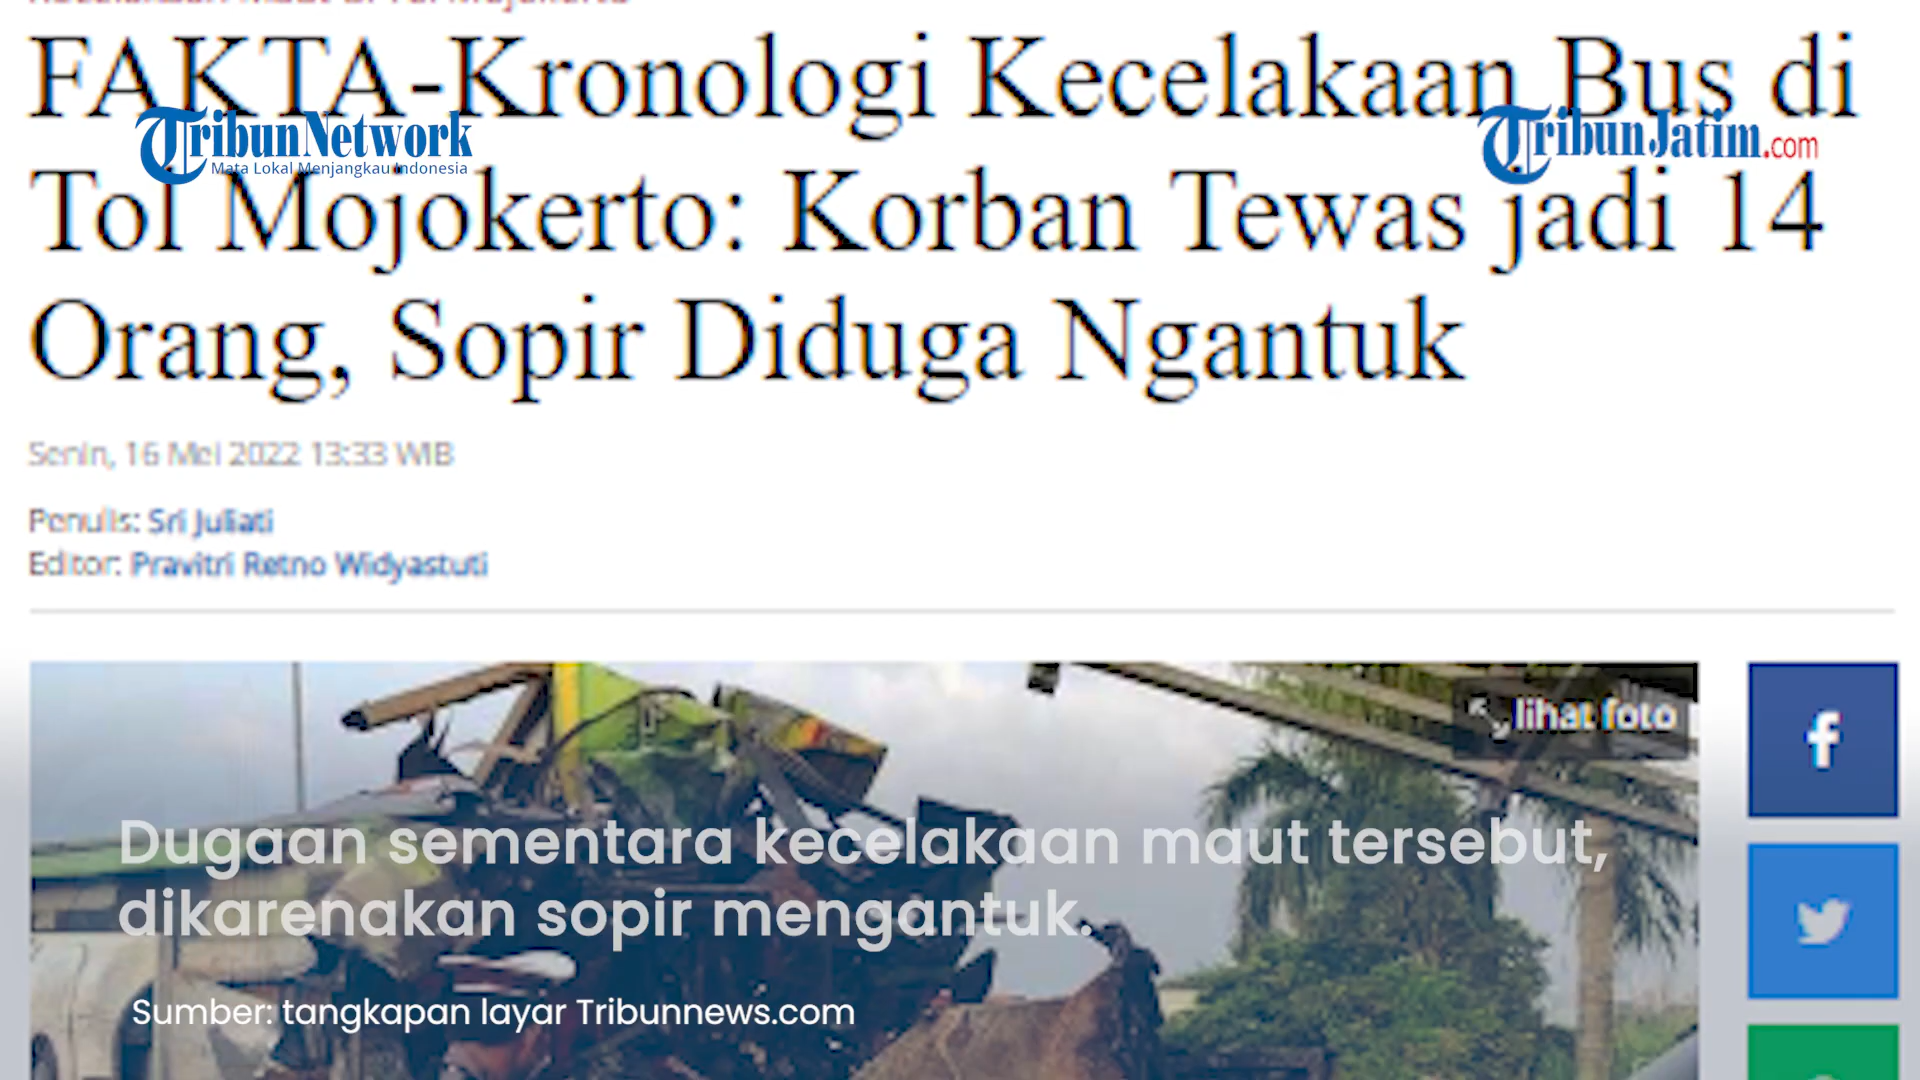 FAKTA-Kronologi Kecelakaan Bus di
TribunNetwork
Mata Lokal Menjangkau Indonesia
TribunJatim.com
Tol Mojokerto: Korban Tewas jadi 14
Orang, Sopir Diduga Ngantuk
Senin, 16 Mei 2022 13:33 WIB
Penulis: Sri Juliati
Editor: Pravitri Retno Widyastuti
lihat foto
Dugaan sementara kecelakaan maut tersebut,
dikarenakan sopir mengantuk.
Sumber: tangkapan layar Tribunnews.com